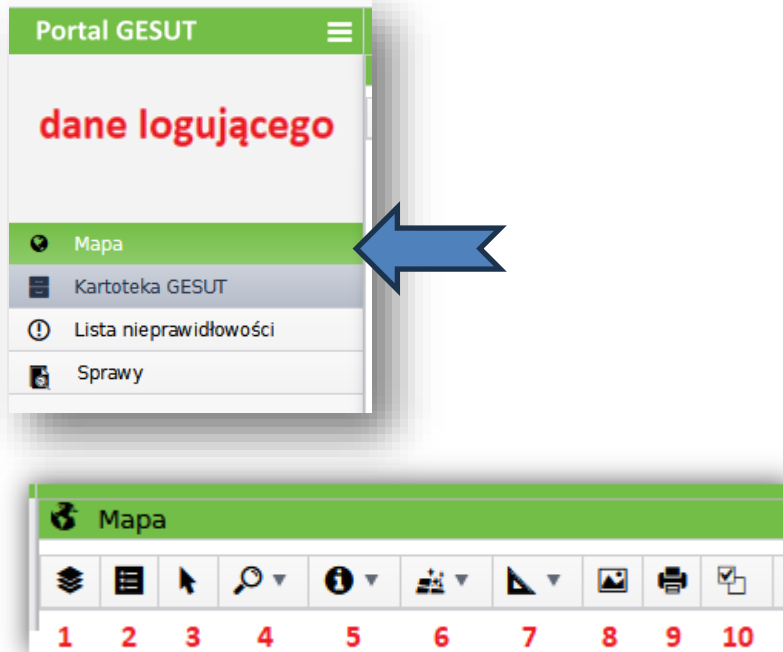 Portal GESUT
dane logującego
Mapa
Kartoteka GESUT
Lista nieprawidłowości
Sprawy
Mapa
1 2 3 4 5 6 7 8 9 10